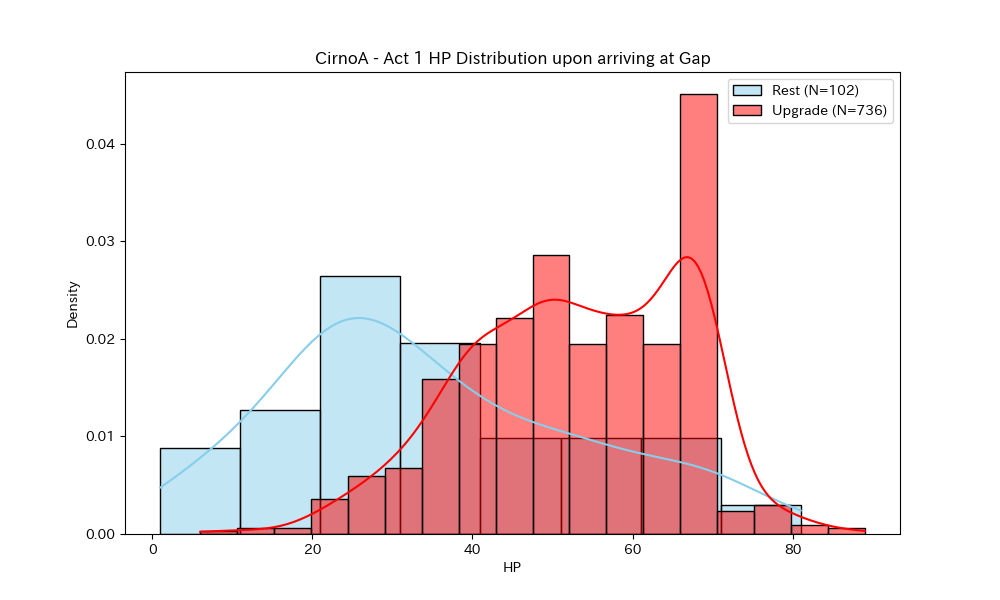 CirnoA - Act 1 HP Distribution upon arriving at Gap
Rest (N=102)
Upgrade (N=736)
0.04
0.03
0.02
0.01
0.00
Density
0
20
40
60
80
HP